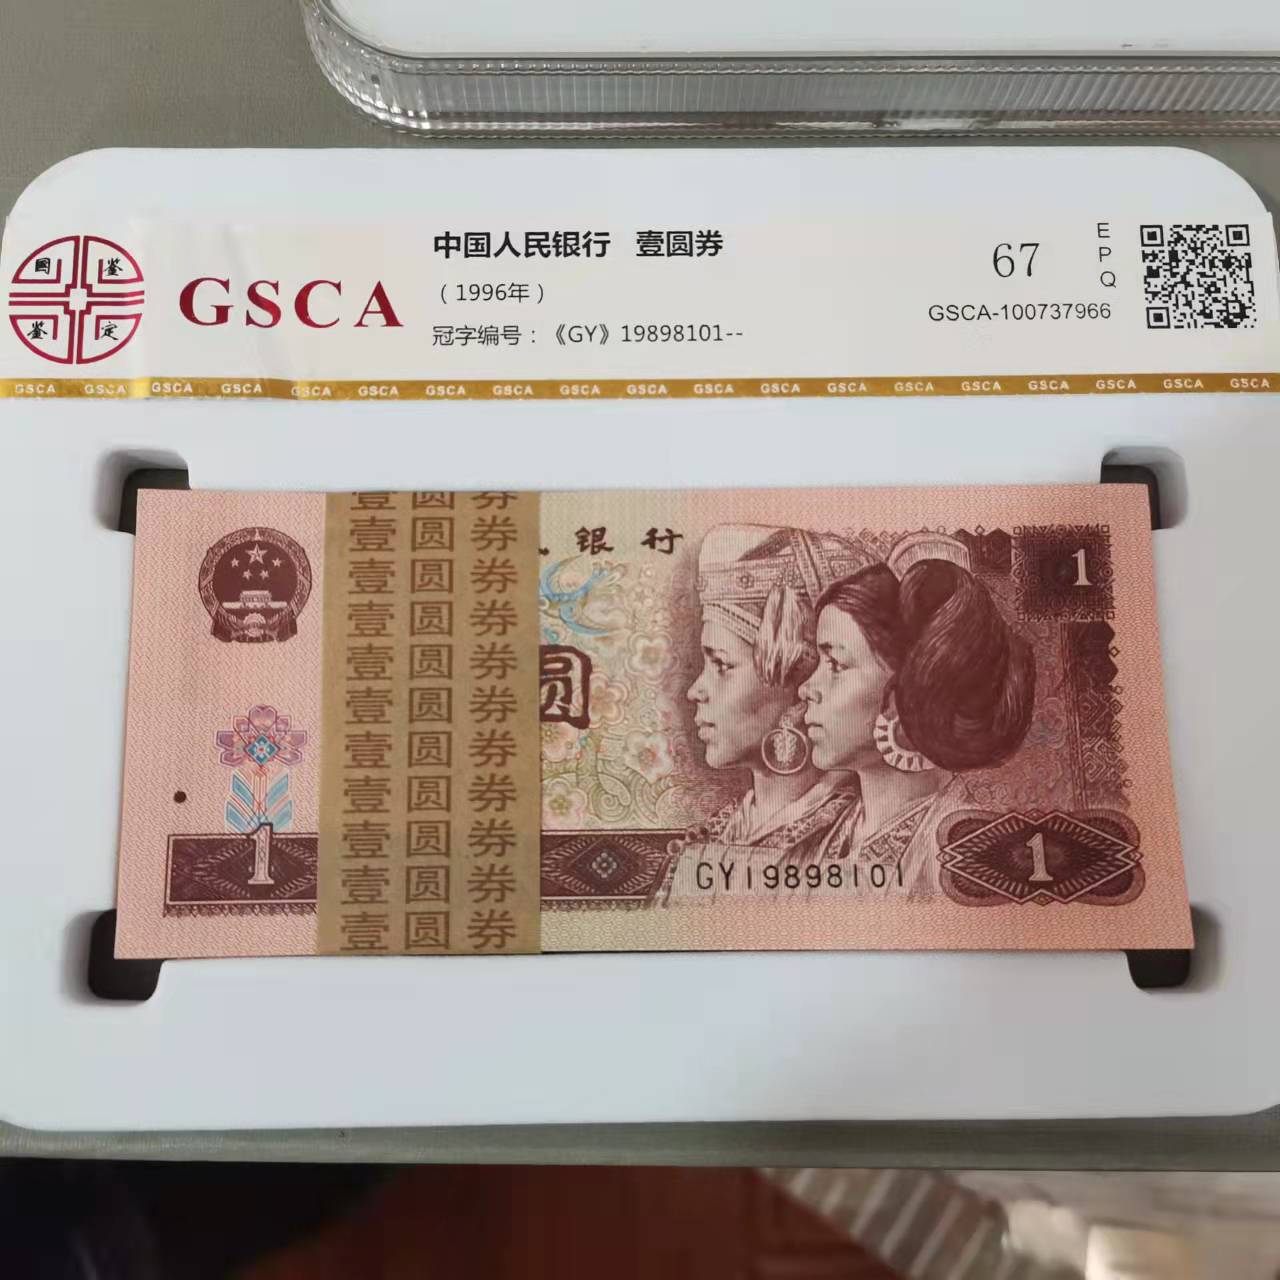 國 鉴
鉴 定
GSCA
中国人民银行 壹圆券
(1996年)
冠字编号:《GY》19898101--
67
EPQ
GSCA-100737966
GSCA GSCA GSCA GSCA GSCA GSCA GSCA GSCA GSCA GSCA GSCA GSCA GSCA GSCA GSCA GSCA GSCA GSCA GSCA
壹 圆 券
壹 圆 券
壹 圆 券
壹 圆 券
壹 圆 券
壹 圆 券
壹 圆 券
壹 圆 券
壹 圆 券
壹 圆 券
壹 圆 券
银 行
1
圆
GY19898101
1
1